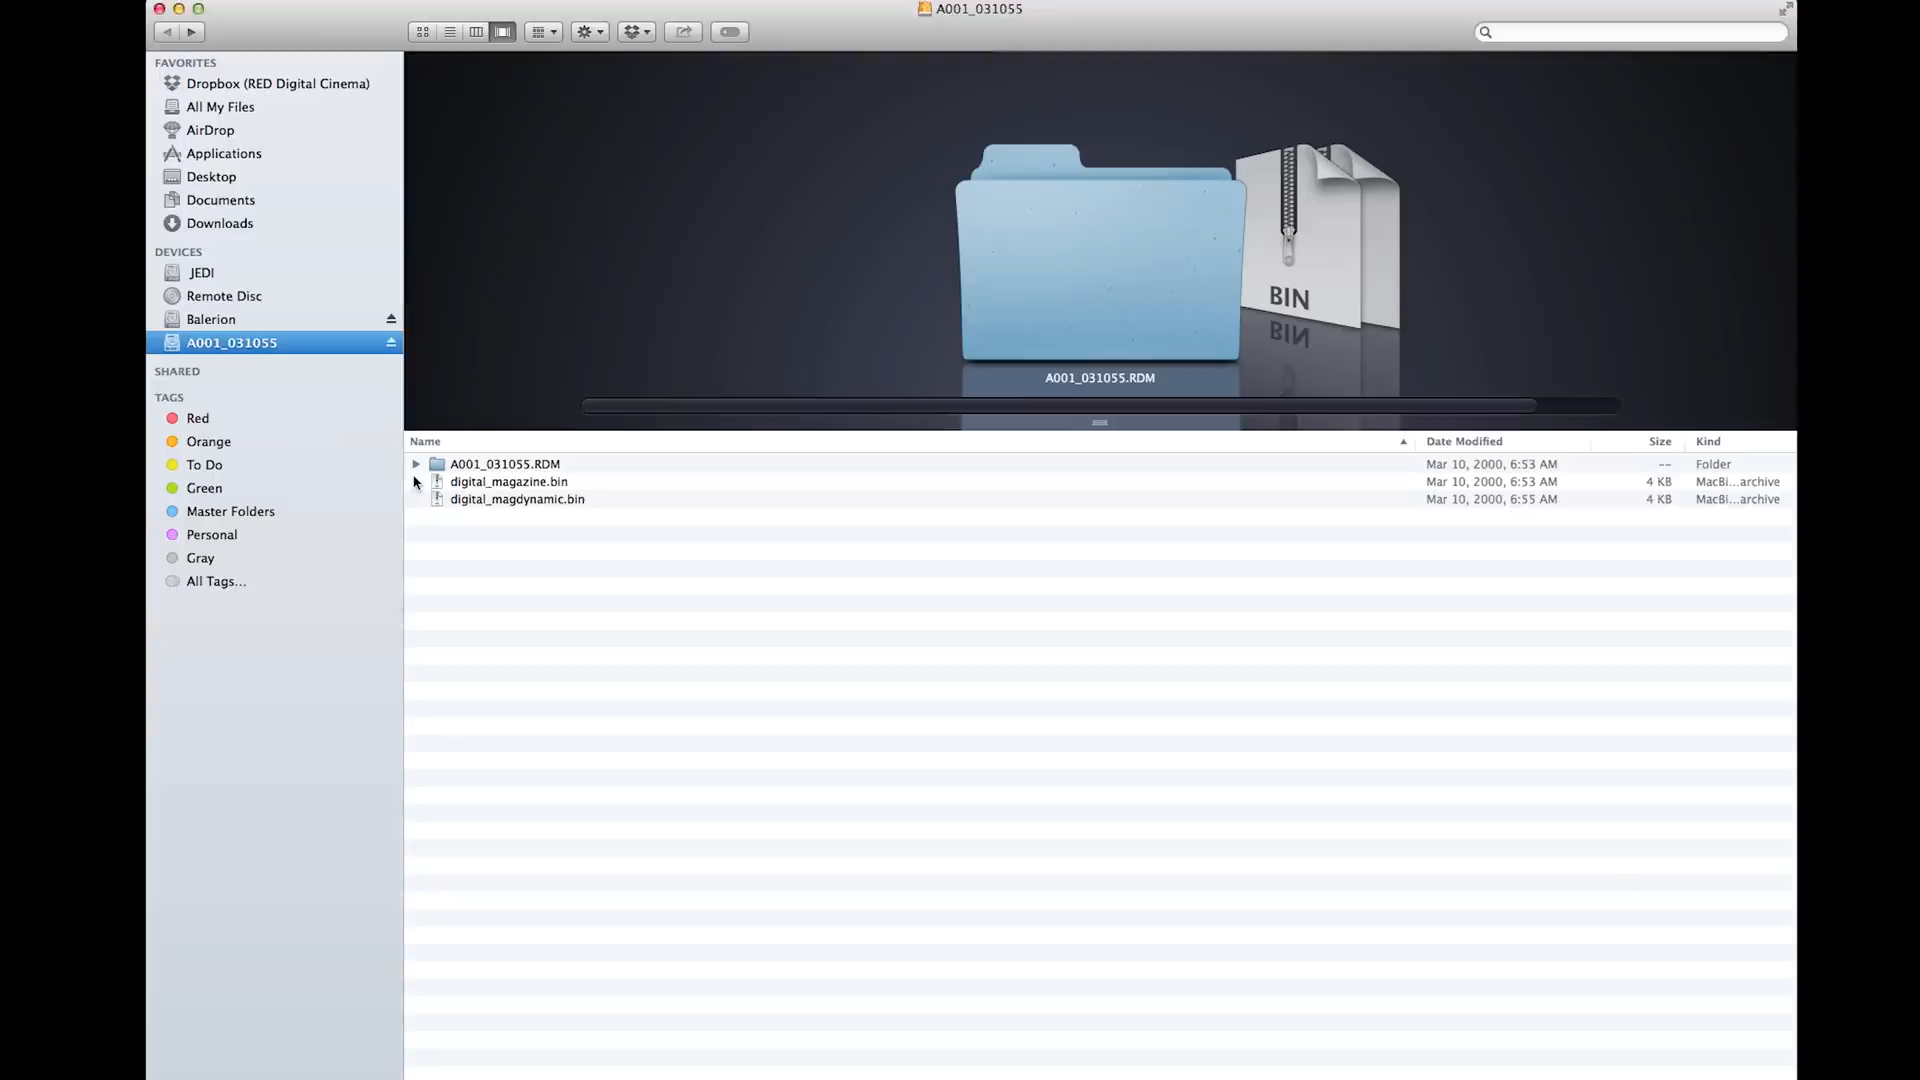 A001_031055
FAVORITES
Dropbox (RED Digital Cinema)
All My Files
AirDrop
Applications
Desktop
Documents
Downloads
DEVICES
JEDI
Remote Disc
Balerion
A001_031055
SHARED
TAGS
Red
Orange
To Do
Green
Master Folders
Personal
Gray
All Tags...
BIN
A001_031055.RDM
Name Date Modified Size Kind
A001_031055.RDM Mar 10, 2000, 6:53 AM -- Folder
digital_magazine.bin Mar 10, 2000, 6:53 AM 4 KB MacBi...archive
digital_magdynamic.bin Mar 10, 2000, 6:55 AM 4 KB MacBi...archive